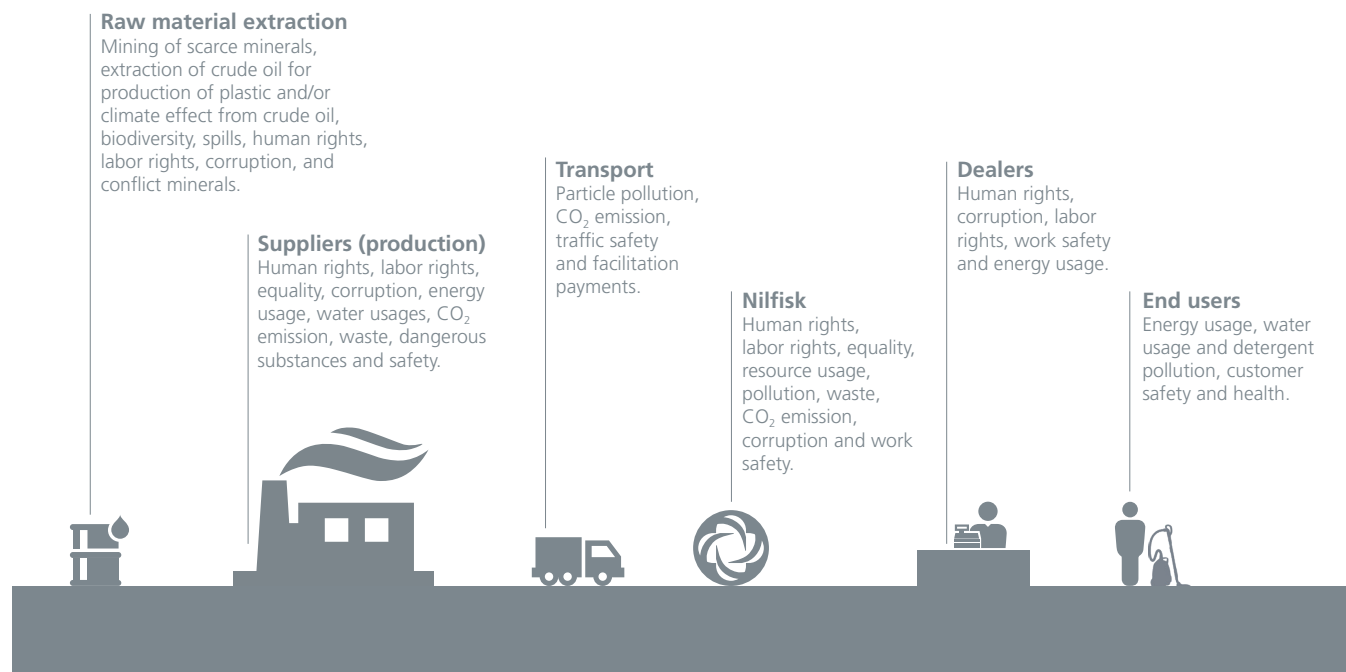 Raw material extraction
Mining of scarce minerals,
extraction of crude oil for
production of plastic and/or
climate effect from crude oil,
biodiversity, spills, human rights,
labor rights, corruption, and
conflict minerals.
Suppliers (production)
Human rights, labor rights,
equality, corruption, energy
usage, water usages, CO₂
emission, waste, dangerous
substances and safety.
Transport
Particle pollution,
CO₂ emission,
traffic safety
and facilitation
payments.
Nilfisk
Human rights,
labor rights, equality,
resource usage,
pollution, waste,
CO₂ emission,
corruption and work
safety.
Dealers
Human rights,
corruption, labor
rights, work safety
and energy usage.
End users
Energy usage, water
usage and detergent
pollution, customer
safety and health.